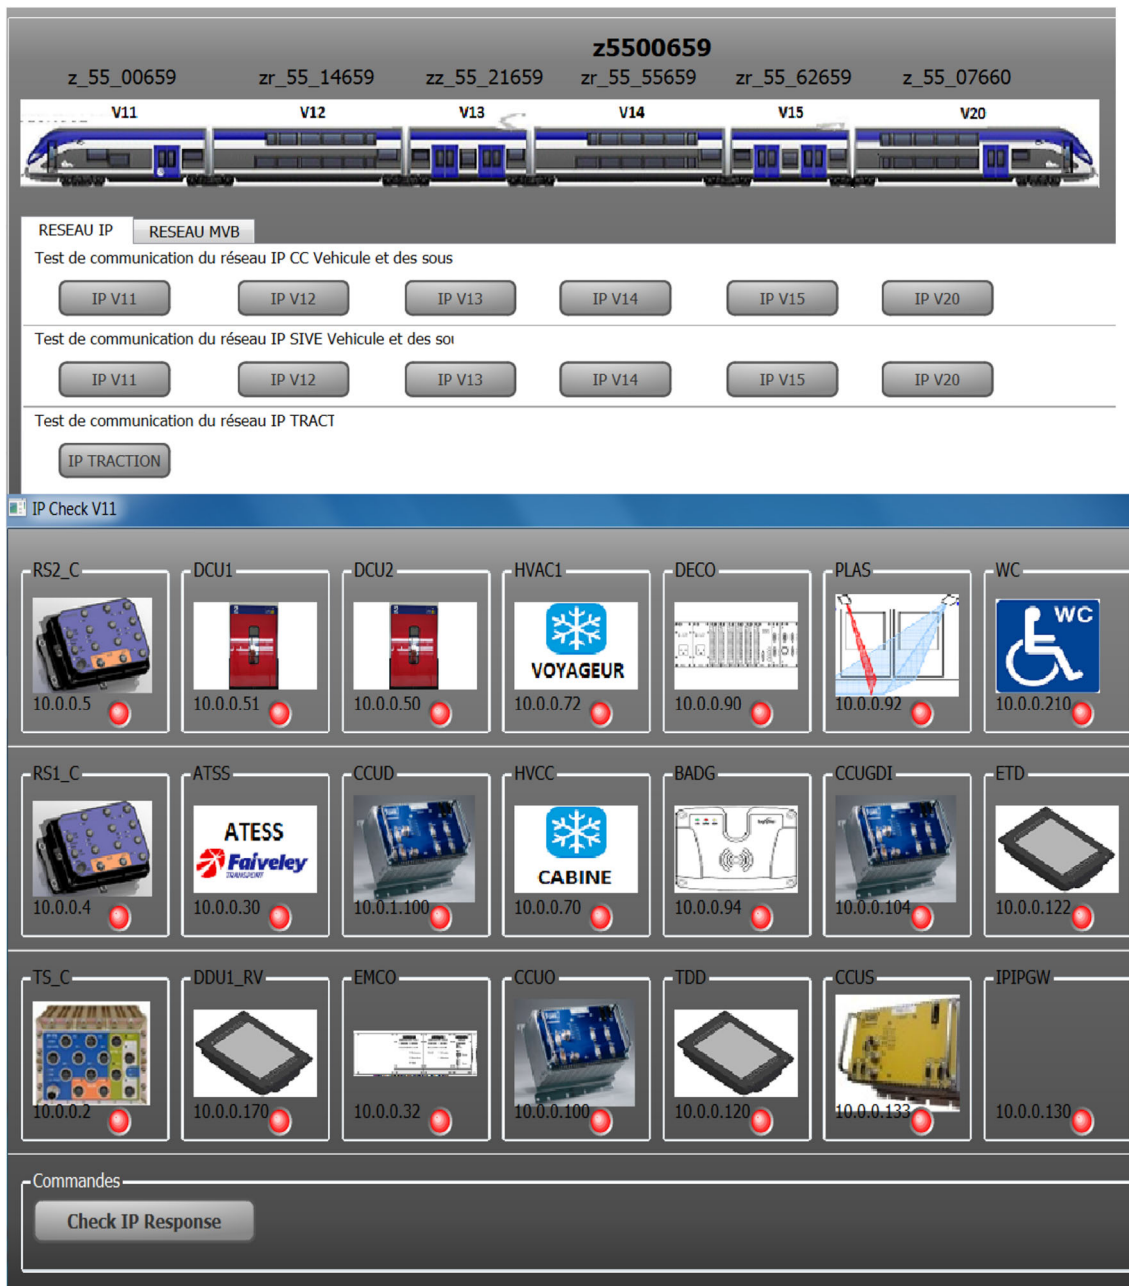 z5500659
z_55_00659 zr_55_14659 zz_55_21659 zr_55_55659 zr_55_62659 z_55_07660
V11 V12 V13 V14 V15 V20
RESEAU IP RESEAU MVB
Test de communication du réseau IP CC Vehicule et des sous
IP V11 IP V12 IP V13 IP V14 IP V15 IP V20
Test de communication du réseau IP SIVE Vehicule et des sou
IP V11 IP V12 IP V13 IP V14 IP V15 IP V20
Test de communication du réseau IP TRACT
IP TRACTION
IP Check V11
RS2_C DCU1 DCU2 HVAC1 DECO PLAS WC
WC
VOYAGEUR
10.0.0.5 10.0.0.51 10.0.0.50 10.0.0.72 10.0.0.90 10.0.0.92 10.0.0.210
RS1_C ATSS CCUD HVCC BADG CCUGDI ETD
ATESS
Faiveley
TRANSPORT
CABINE
10.0.0.4 10.0.0.30 10.0.1.100 10.0.0.70 10.0.0.94 10.0.0.104 10.0.0.122
TS_C DDU1_RV EMCO CCUO TDD CCUS IPIPGW
10.0.0.2 10.0.0.170 10.0.0.32 10.0.0.100 10.0.0.120 10.0.0.133 10.0.0.130
Commandes
Check IP Response